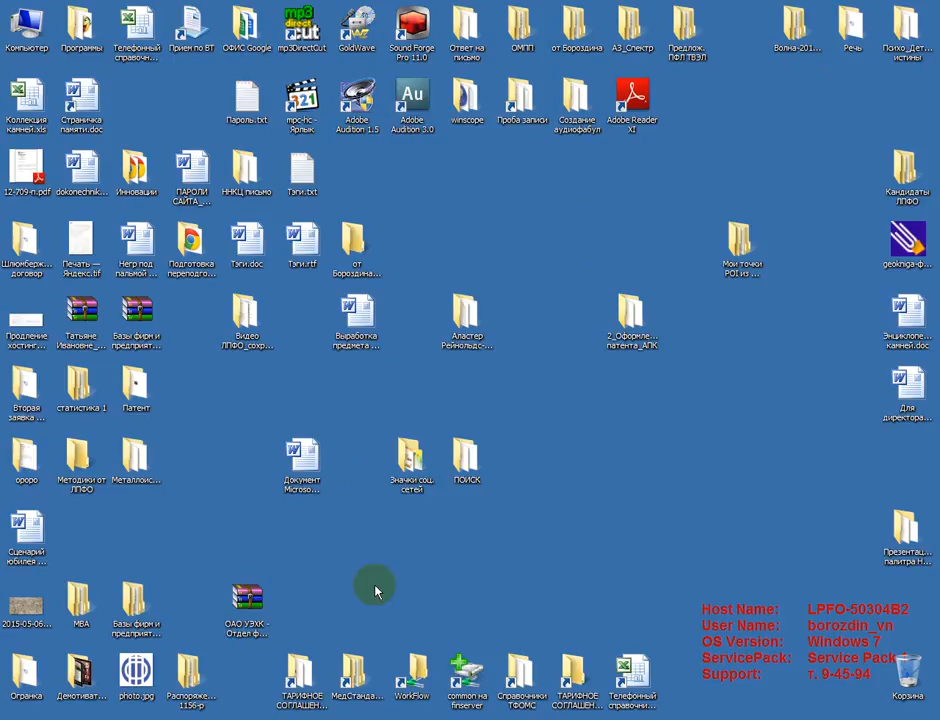 Компьютер
Программы
Телефонный справочн...
Прием по ВТ
ОФИС Google
mp3
mp3DirectCut
GoldWave
Sound Forge Pro 11.0
Ответ на письмо
ОМПП
от Бороздина
АЗ_Спектр
Предлож. ПФЛ ТВЭЛ
Волна-201...
Речь
Психо_Дет... истины
Коллекция камней.xls
Страничка памяти.doc
Пароль.txt
321
mpc-hc - Ярлык
Adobe Audition 1.5
Au
Adobe Audition 3.0
winscope
Проба записи
Создание аудиофабул
Adobe Reader XI
12-709-п.pdf
dokonechnik...
Инновации
ПАРОЛИ САЙТА_...
ННКЦ письмо
Тэги.txt
Кандидаты ЛПФО
Шлюмберж... договор
Печать — Яндекс.tif
Негр под пальмой ...
Подготовка переподго...
Тэги.doc
Тэги.rtf
от Бороздина...
Мои точки POI из ...
geokniga-ф...
Продление хостинг...
Татьяне Ивановне_...
Базы фирм и предприят...
Видео ЛПФО_сохр...
Выработка предмета ...
Аластер Рейнольдс-...
2_Оформле... патента_АПК
Энциклопе... камней.doc
Вторая заявка ...
статистика 1
Патент
Для директора...
ороро
Методики от ЛПФО
Металлоис...
Документ Microso...
Значки соц. сетей
ПОИСК
Сценарий юбилея ...
Презентац... палитра Н...
2015-05-06...
МВА
Базы фирм и предприят...
ОАО УЭХК - Отдел ф...
Host Name: LPFO-50304B2
User Name: borozdin_vn
OS Version: Windows 7
ServicePack: Service Pack
Support: т. 9-45-94
Огранка
Демотиват...
photo.jpg
Распоряже... 1156-р
ТАРИФНОЕ СОГЛАШЕН...
МедСтанда...
WorkFlow
common на finserver
Справочники ТФОМС
ТАРИФНОЕ СОГЛАШЕН...
Телефонный справочни...
Корзина